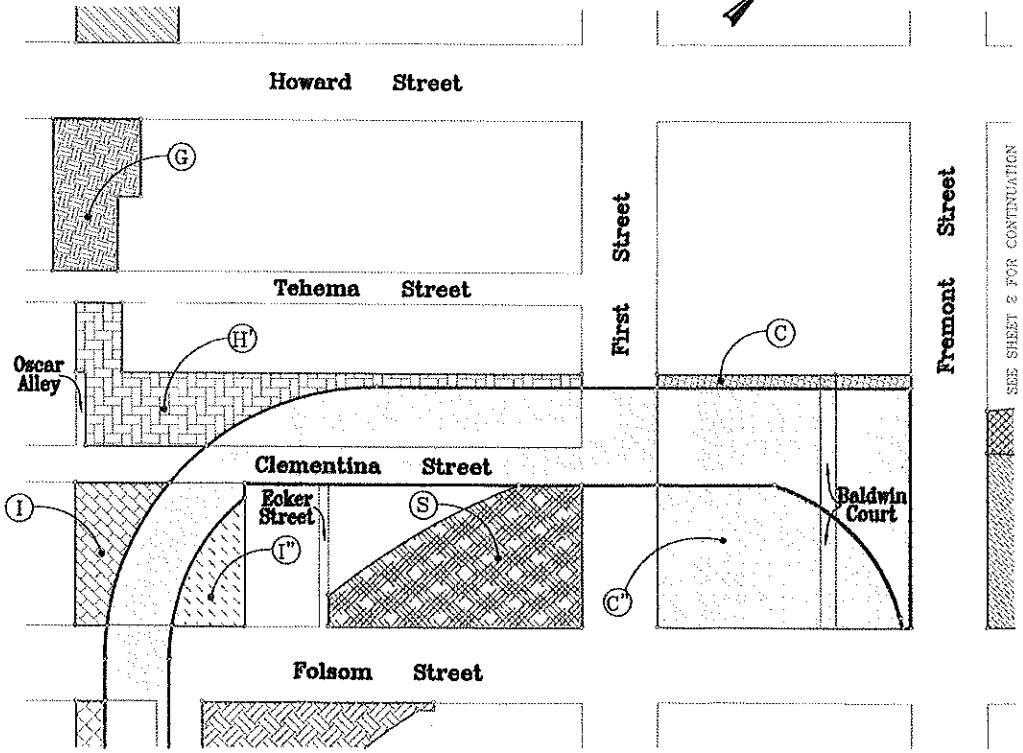 Howard Street
G
First Street
Fremont Street
SEE SHEET 2 FOR CONTINUATION
Tehema Street
H'
C
Oscar
Alley
Clementina Street
I
Ecker
Street
S
Baldwin
Court
I"
C"
Folsom Street